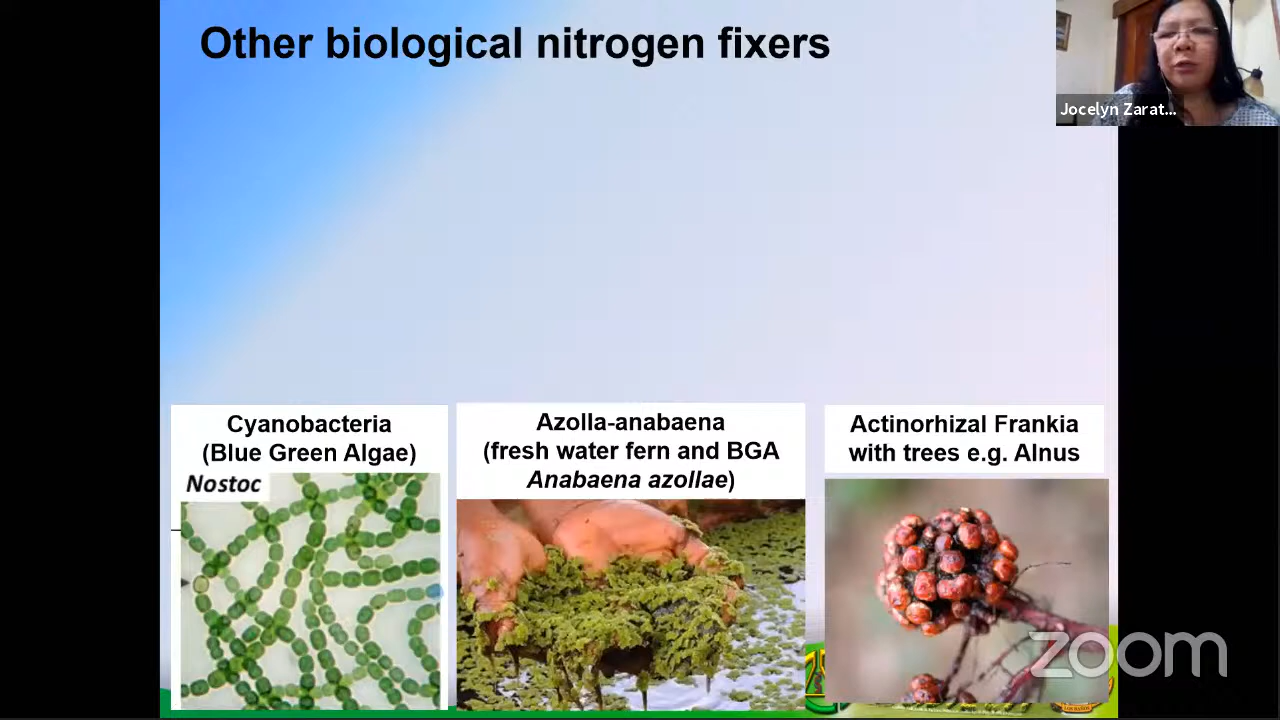 Other biological nitrogen fixers
Jocelyn Zarat...
Cyanobacteria
(Blue Green Algae)
Nostoc
Azolla-anabaena
(fresh water fern and BGA
Anabaena azollae)
Actinorhizal Frankia
with trees e.g. Alnus
zoom